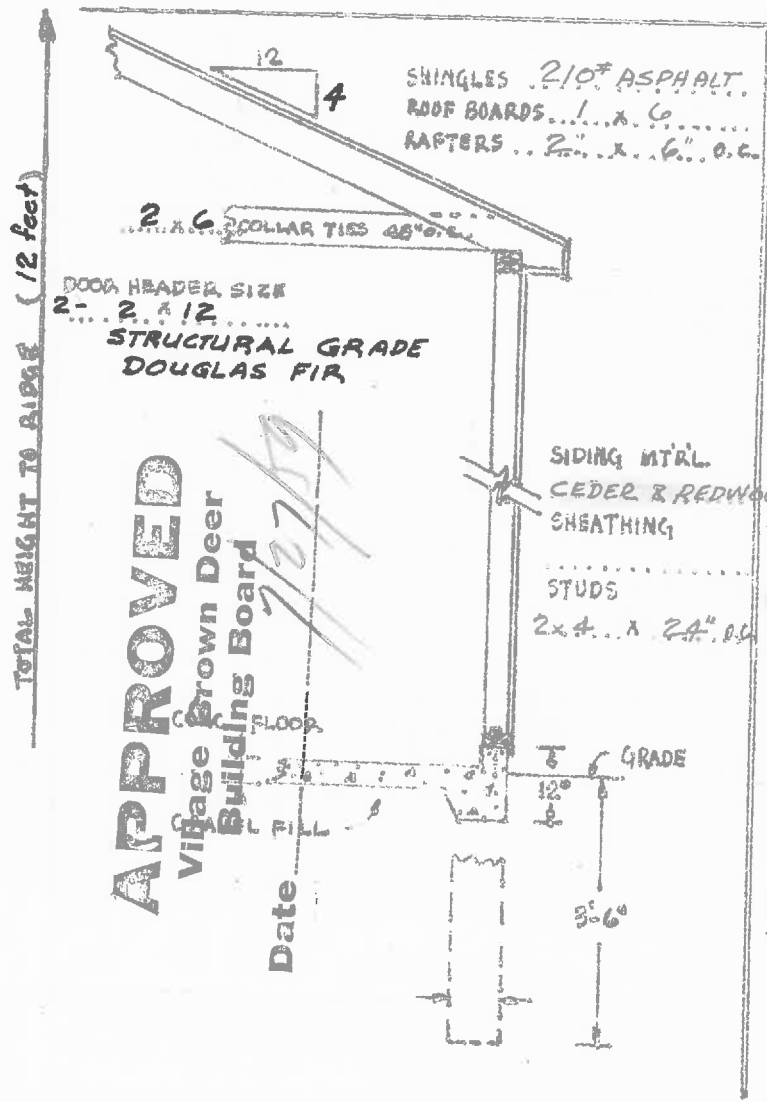 12
4
SHINGLES 210# ASPHALT
ROOF BOARDS 1 x 6
RAFTERS 2" x 6" o.c.
2 x 6 COLLAR TIES 48" o.c.
DOOR HEADER SIZE
2- 2 x 12
STRUCTURAL GRADE
DOUGLAS FIR
TOTAL HEIGHT TO RIDGE (12 feet)
SIDING MT'R'L.
CEDER & REDWO
SHEATHING
STUDS
2x4 x 24" o.c.
APPROVED
Village Brown Deer
Building Board
Date
CONC. FLOOR
GRAVEL FILL
GRADE
12"
3'-6"